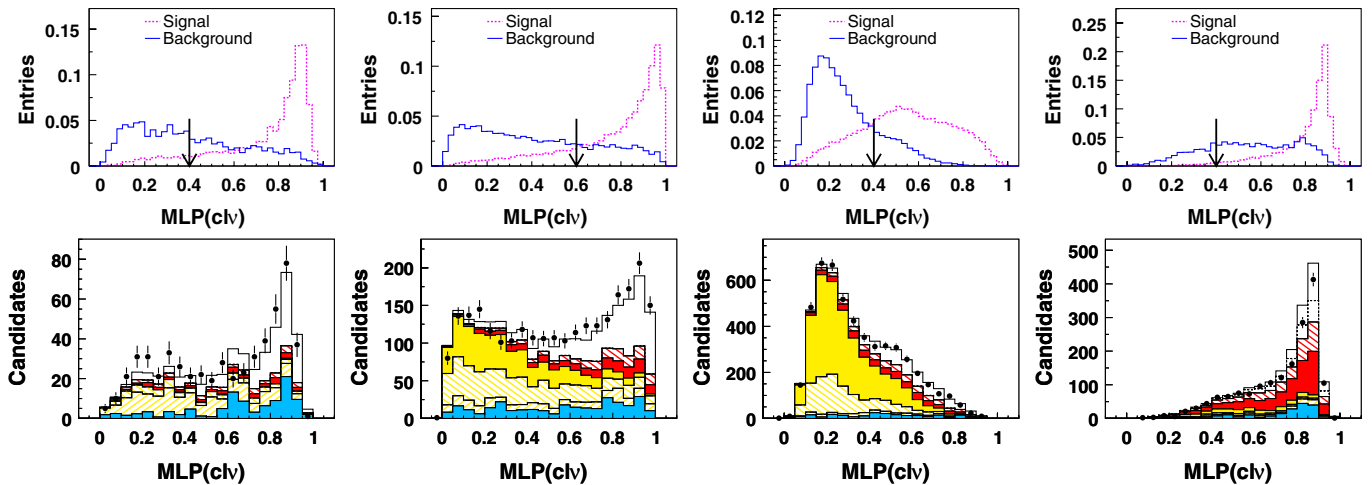 Entries
0.15
0.1
0.05
0
Signal
Background
0 0.2 0.4 0.6 0.8 1
MLP(clν)
Entries
0.15
0.1
0.05
0
Signal
Background
0 0.2 0.4 0.6 0.8 1
MLP(clν)
Entries
0.12
0.1
0.08
0.06
0.04
0.02
0
Signal
Background
0 0.2 0.4 0.6 0.8 1
MLP(clν)
Entries
0.25
0.2
0.15
0.1
0.05
0.00
Signal
Background
0 0.2 0.4 0.6 0.8 1
MLP(clν)
Candidates
80
60
40
20
0
0 0.2 0.4 0.6 0.8 1
MLP(clν)
Candidates
200
150
100
50
0
0 0.2 0.4 0.6 0.8 1
MLP(clν)
Candidates
600
400
200
0
0 0.2 0.4 0.6 0.8 1
MLP(clν)
Candidates
500
400
300
200
100
0
0 0.2 0.4 0.6 0.8 1
MLP(clν)